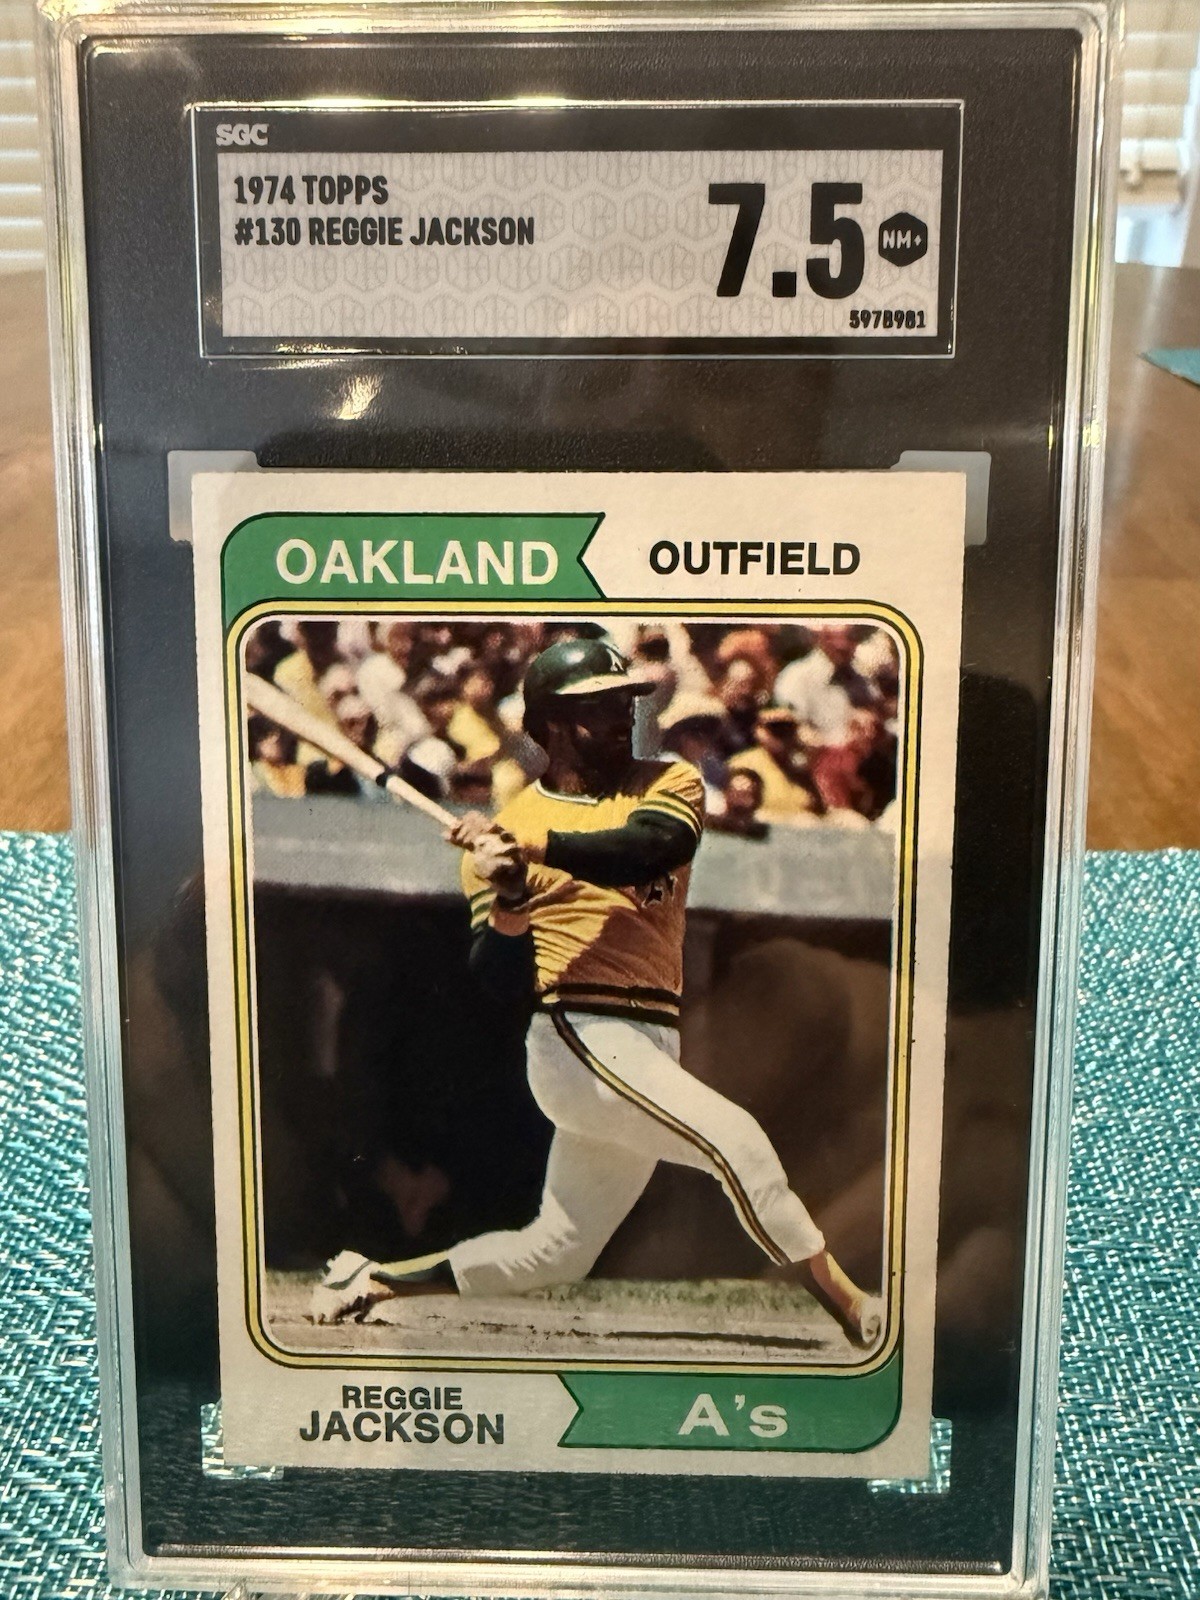 SGC
1974 TOPPS
#130 REGGIE JACKSON
7.5
NM+
5978981
OAKLAND
OUTFIELD
A
REGGIE
JACKSON
A's